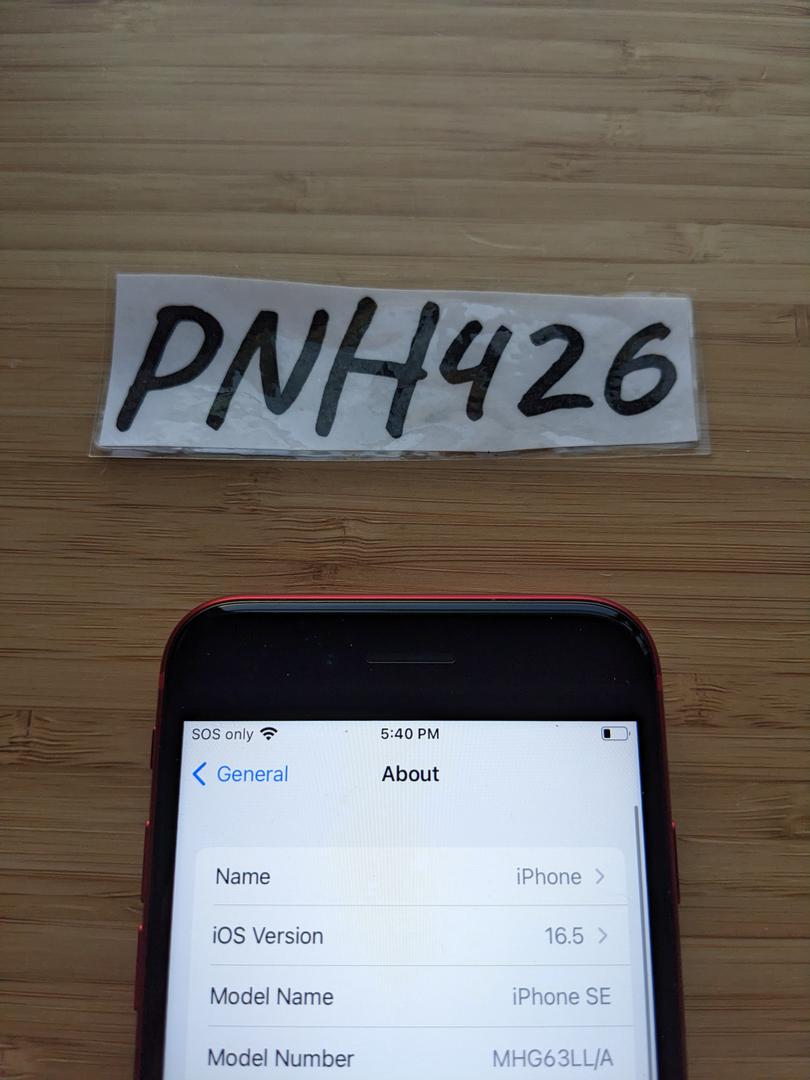 PNH426
SOS only 5:40 PM
General About
Name iPhone
iOS Version 16.5
Model Name iPhone SE
Model Number MHG63LL/A